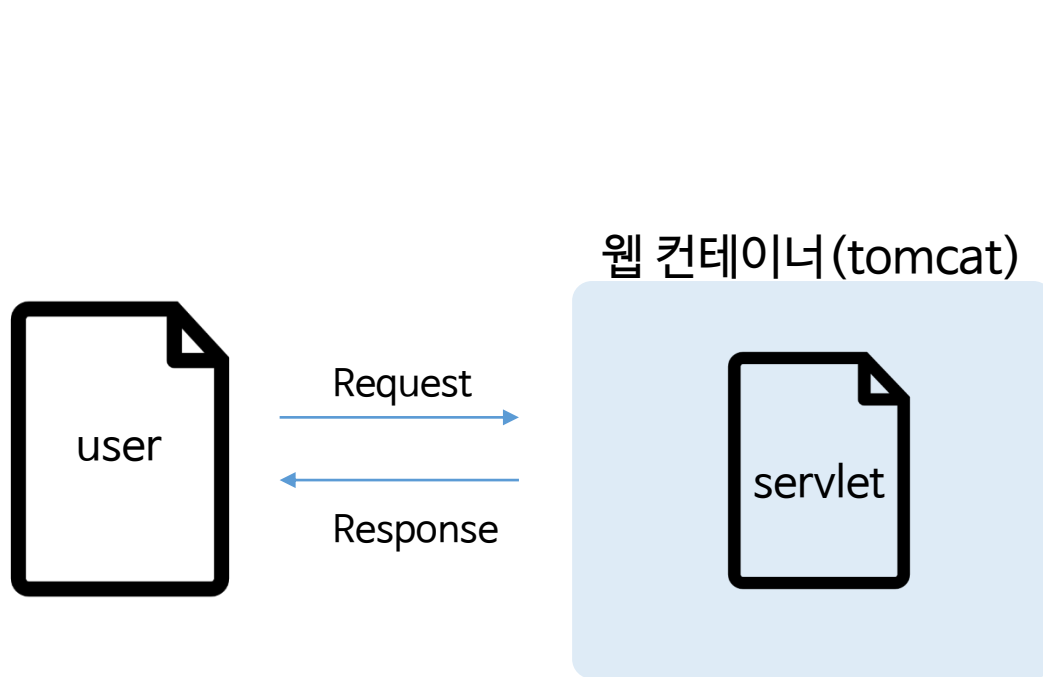 웹 컨테이너(tomcat)
Request
user
servlet
Response